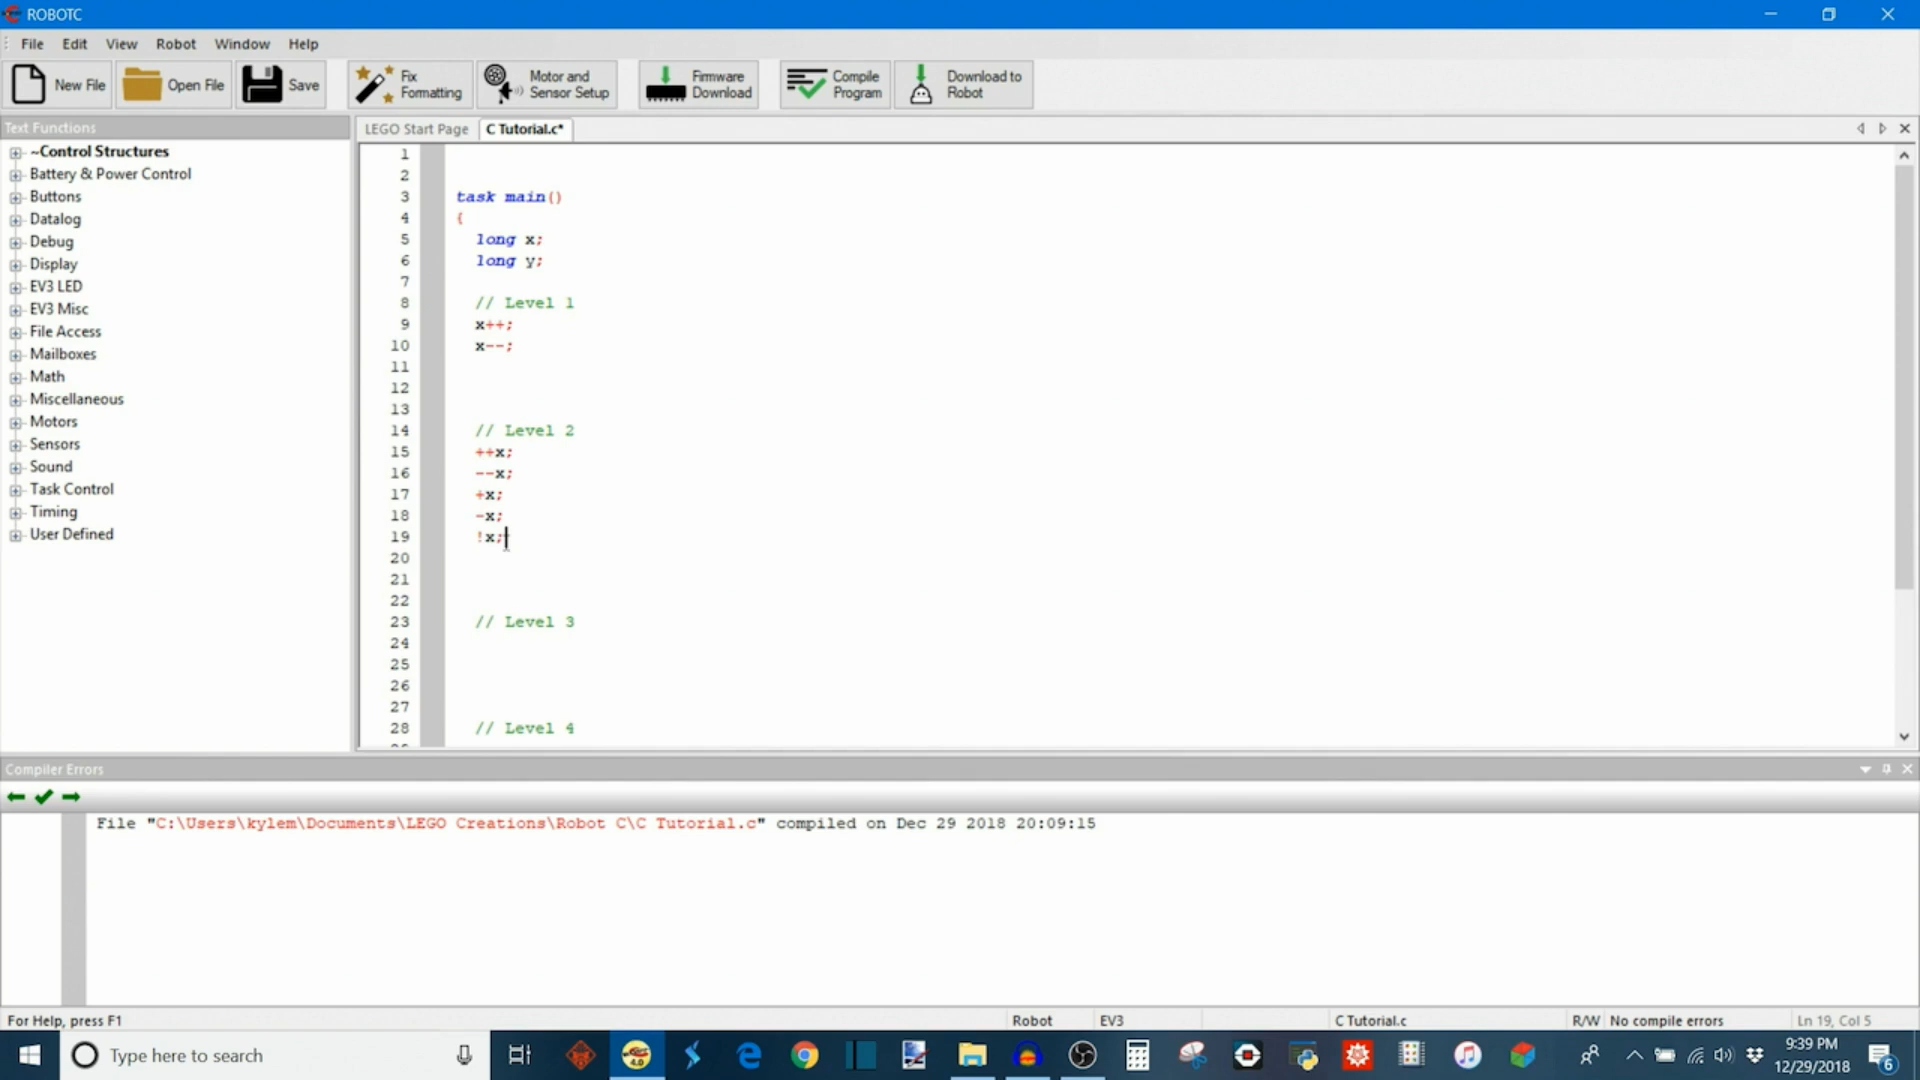 ROBOTC
File Edit View Robot Window Help
New File Open File Save Fix Formatting Motor and Sensor Setup Firmware Download Compile Program Download to Robot
Text Functions
LEGO Start Page C Tutorial.c*
~Control Structures
Battery & Power Control
Buttons
Datalog
Debug
Display
EV3 LED
EV3 Misc
File Access
Mailboxes
Math
Miscellaneous
Motors
Sensors
Sound
Task Control
Timing
User Defined
1
2
3 task main()
4 {
5 long x;
6 long y;
7
8 // Level 1
9 x++;
10 x--;
11
12
13
14 // Level 2
15 ++x;
16 --x;
17 +x;
18 -x;
19 !x;
20
21
22
23 // Level 3
24
25
26
27
28 // Level 4
Compiler Errors
File "C:\Users\kylem\Documents\LEGO Creations\Robot C\C Tutorial.c" compiled on Dec 29 2018 20:09:15
For Help, press F1 Robot EV3 C Tutorial.c R/W No compile errors Ln 19, Col 5
Type here to search
4.0
9:39 PM
12/29/2018
6